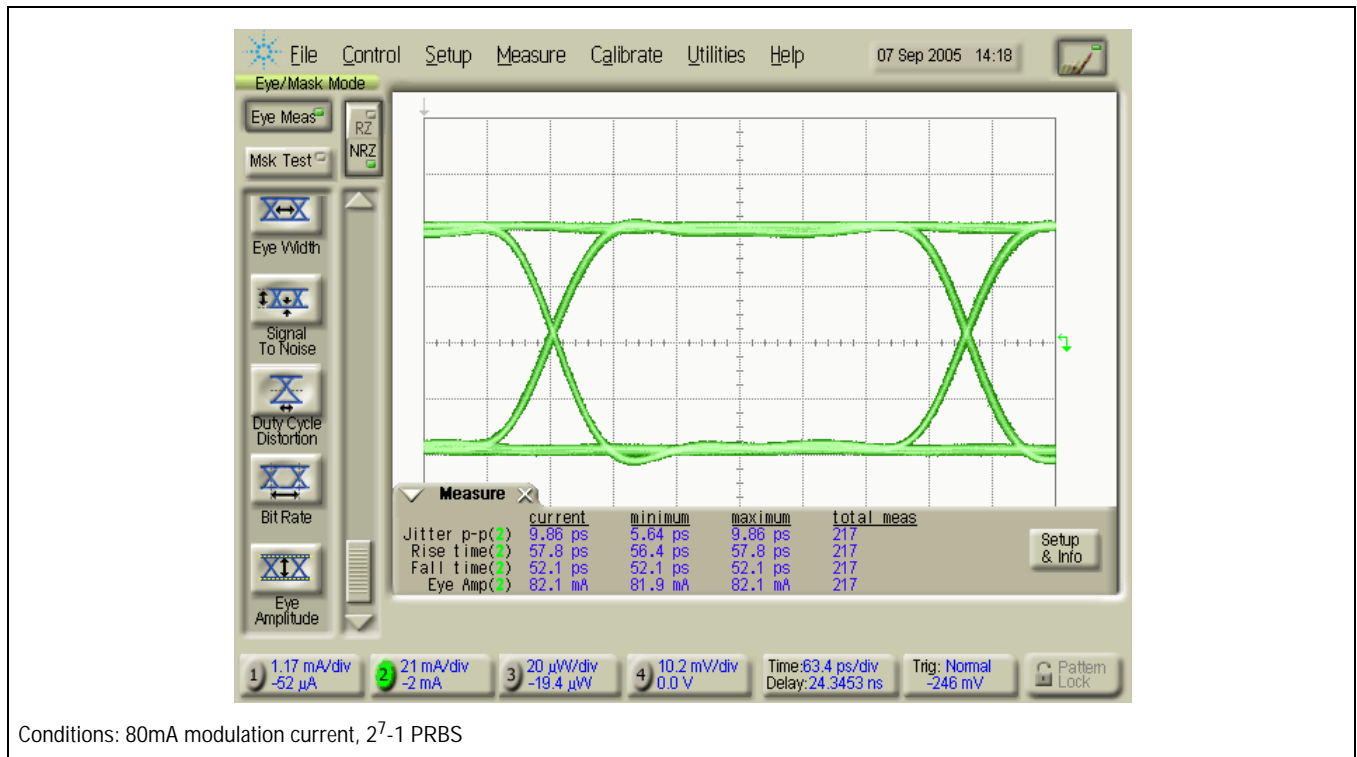 File Control Setup Measure Calibrate Utilities Help 07 Sep 2005 14:18
Eye/Mask Mode
Eye Meas
RZ
NRZ
Msk Test
Eye Width
Signal
To Noise
Duty Cycle
Distortion
Bit Rate
Eye
Amplitude
Measure
current minimum maximum total meas
Jitter p-p(2) 9.86 ps 5.64 ps 9.86 ps 217
Rise time(2) 57.8 ps 56.4 ps 57.8 ps 217
Fall time(2) 52.1 ps 52.1 ps 52.1 ps 217
Eye Amp(2) 82.1 mA 81.9 mA 82.1 mA 217
Setup
& Info
1 1.17 mA/div
-52 µA
2 21 mA/div
-2 mA
3 20 µW/div
-19.4 µW
4 10.2 mV/div
0.0 V
Time:63.4 ps/div
Delay:24.3453 ns
Trig: Normal
-246 mV
Pattern
Lock
Conditions: 80mA modulation current, 2⁷-1 PRBS